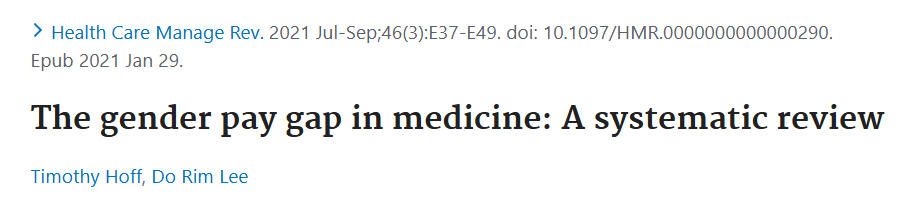 Health Care Manage Rev. 2021 Jul-Sep;46(3):E37-E49. doi: 10.1097/HMR.0000000000000290.
Epub 2021 Jan 29.
The gender pay gap in medicine: A systematic review
Timothy Hoff, Do Rim Lee